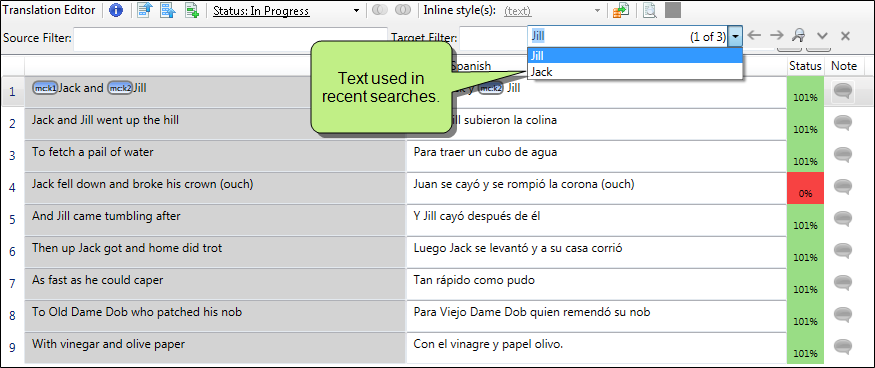 Translation Editor Status: In Progress Inline style(s): (text)
Source Filter: Target Filter: Jill (1 of 3)
Jill
Jack
Text used in
recent searches.
Spanish Status Note
1 mc:k1 Jack and mc:k2 Jill y mc:k2 Jill 101%
2 Jack and Jill went up the hill ill subieron la colina 101%
3 To fetch a pail of water Para traer un cubo de agua 101%
4 Jack fell down and broke his crown (ouch) Juan se cayó y se rompió la corona (ouch) 0%
5 And Jill came tumbling after Y Jill cayó después de él 101%
6 Then up Jack got and home did trot Luego Jack se levantó y a su casa corrió 101%
7 As fast as he could caper Tan rápido como pudo 101%
8 To Old Dame Dob who patched his nob Para Viejo Dame Dob quien remendó su nob 101%
9 With vinegar and olive paper Con el vinagre y papel olivo. 101%